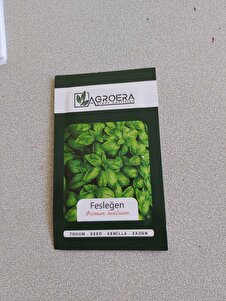 AGROERA
Fesleğen
Ocimum basilicum
TOHUM - SEED - SEMILLA - ZADEN